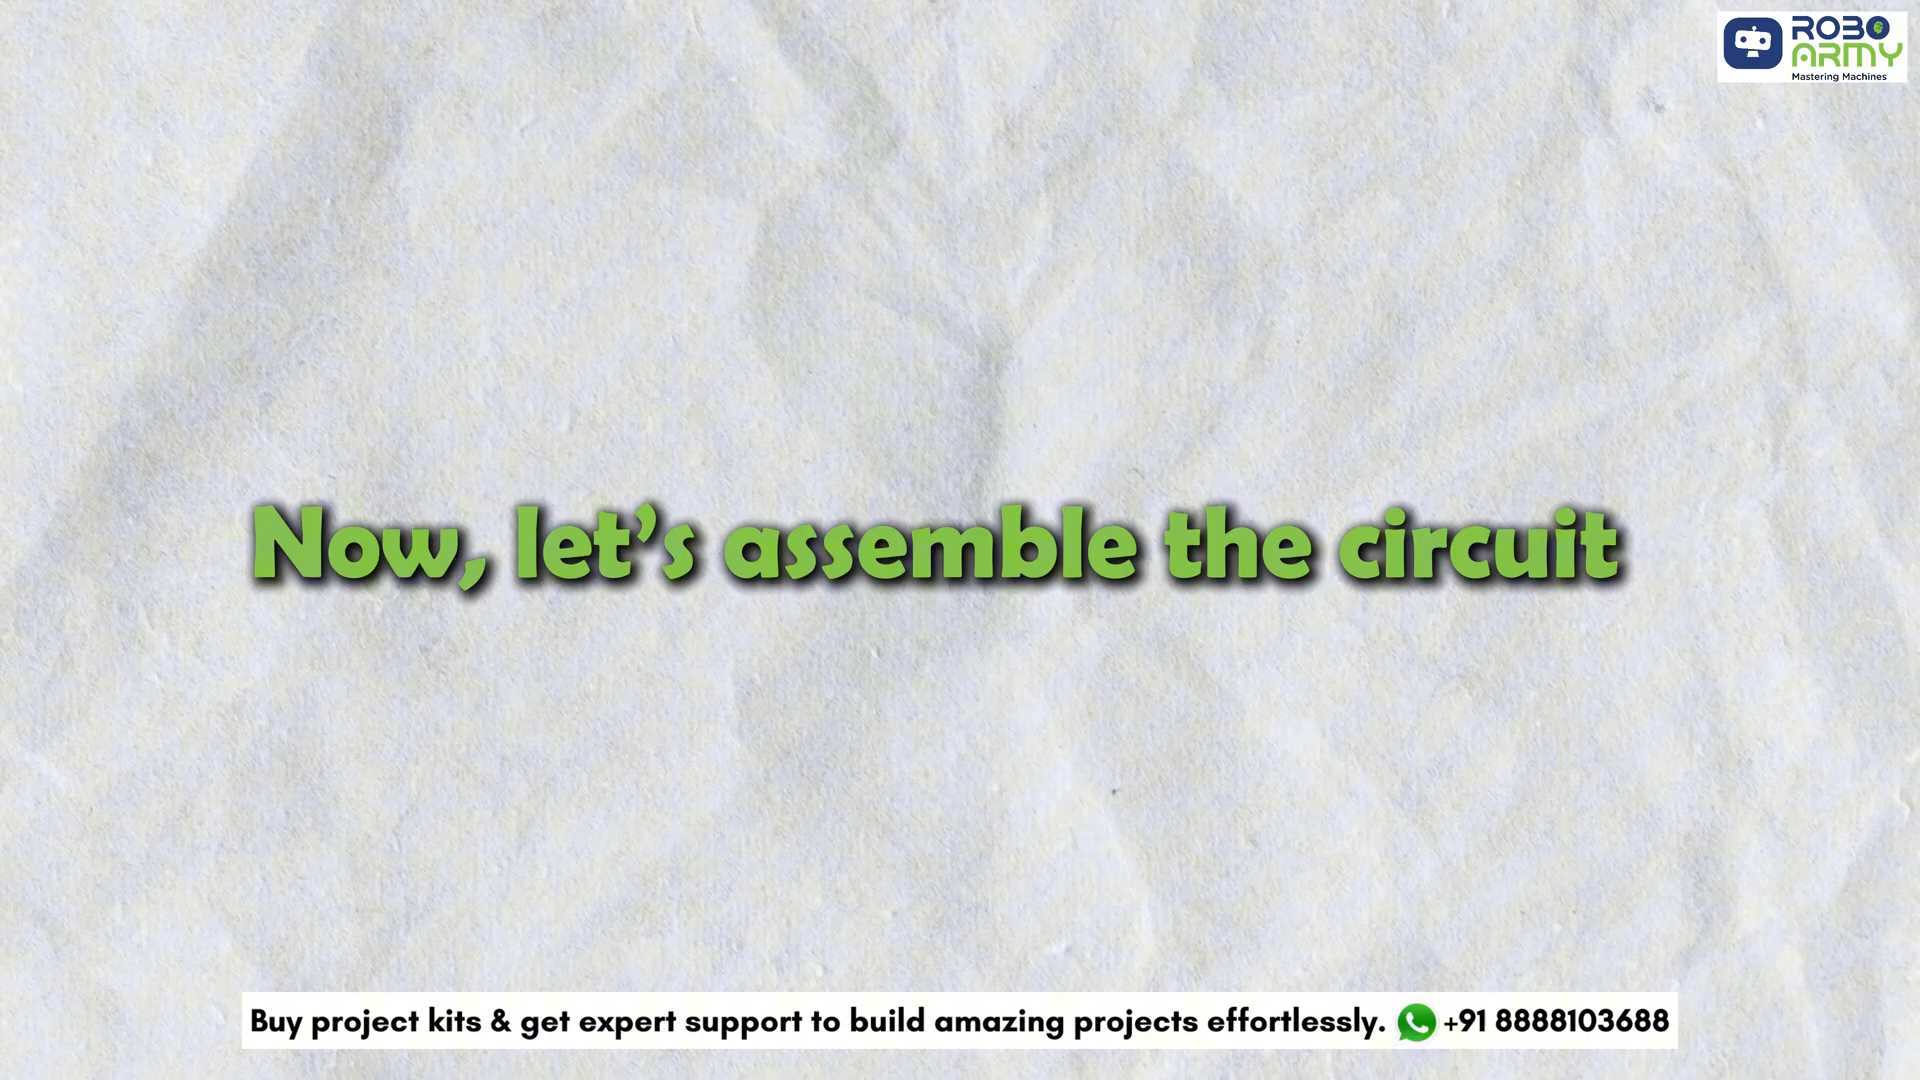 ROBO
ARMY
Mastering Machines
Now, let’s assemble the circuit
Buy project kits & get expert support to build amazing projects effortlessly. +91 8888103688